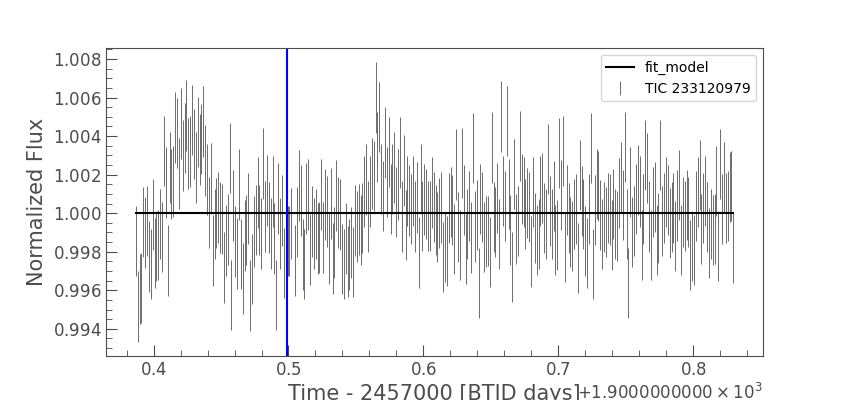 1.008
1.006
1.004
1.002
1.000
0.998
0.996
0.994
Normalized Flux
fit_model
TIC 233120979
0.4 0.5 0.6 0.7 0.8
Time - 2457000 [BTJD days]
+1.9000000000 × 10³